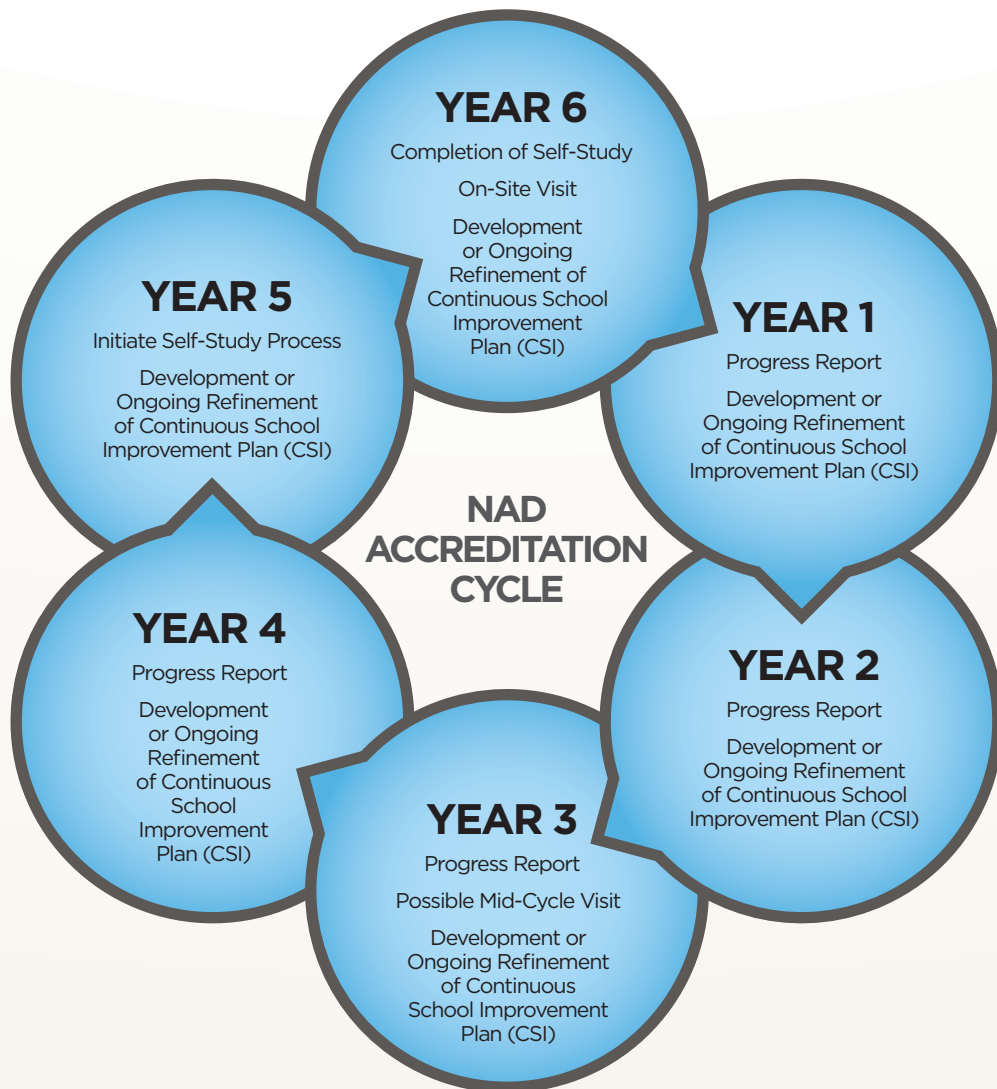 YEAR 6
Completion of Self-Study
On-Site Visit
Development
or Ongoing
Refinement of
Continuous School
Improvement
Plan (CSI)
YEAR 1
Progress Report
Development or
Ongoing Refinement
of Continuous School
Improvement Plan (CSI)
YEAR 2
Progress Report
Development or
Ongoing Refinement
of Continuous School
Improvement Plan (CSI)
YEAR 3
Progress Report
Possible Mid-Cycle Visit
Development or
Ongoing Refinement
of Continuous
School Improvement
Plan (CSI)
YEAR 4
Progress Report
Development
or Ongoing
Refinement
of Continuous
School
Improvement
Plan (CSI)
YEAR 5
Initiate Self-Study Process
Development or
Ongoing Refinement
of Continuous School
Improvement Plan (CSI)
NAD
ACCREDITATION
CYCLE